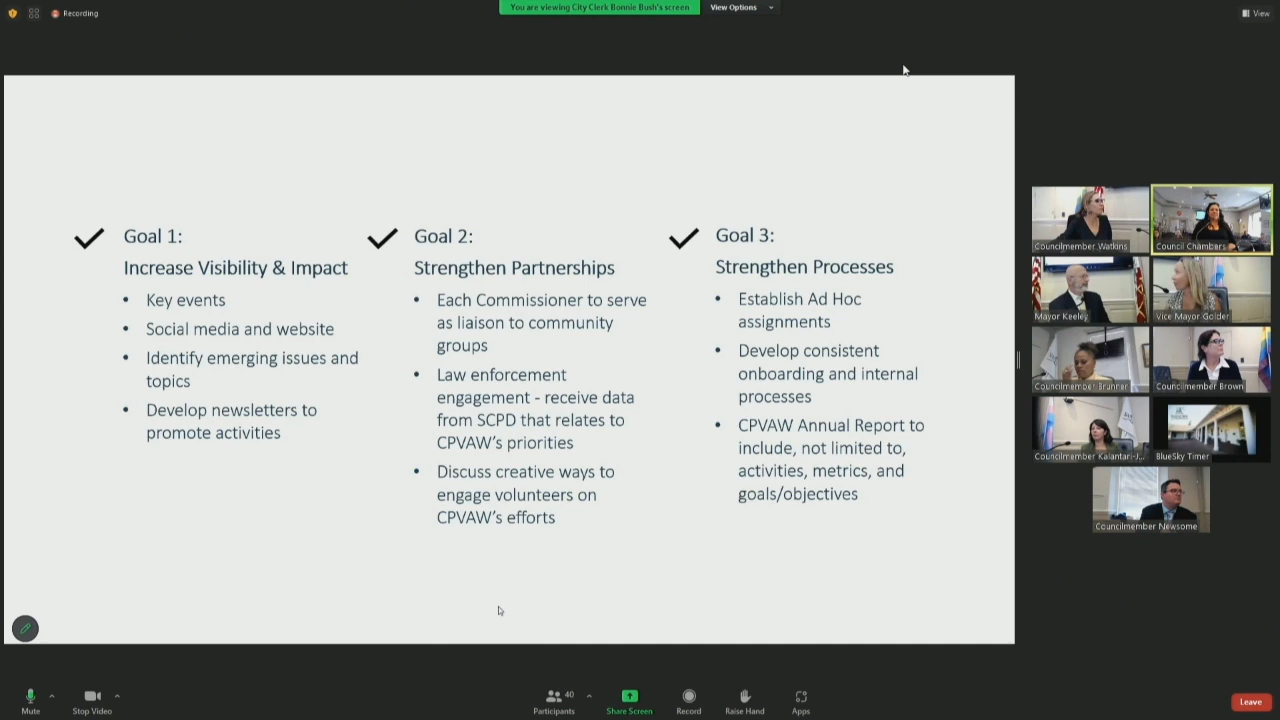 Recording
You are viewing City Clerk Bonnie Bush's screen
View Options
View
Goal 1:
Increase Visibility & Impact
• Key events
• Social media and website
• Identify emerging issues and
topics
• Develop newsletters to
promote activities
Goal 2:
Strengthen Partnerships
• Each Commissioner to serve
as liaison to community
groups
• Law enforcement
engagement - receive data
from SCPD that relates to
CPVAW's priorities
• Discuss creative ways to
engage volunteers on
CPVAW's efforts
Goal 3:
Strengthen Processes
• Establish Ad Hoc
assignments
• Develop consistent
onboarding and internal
processes
• CPVAW Annual Report to
include, not limited to,
activities, metrics, and
goals/objectives
Councilmember Watkins
Council Chambers
Mayor Keeley
Vice Mayor Golder
Councilmember Brunner
Councilmember Brown
Councilmember Kalantari-J...
BlueSky Timer
Councilmember Newsome
Mute
Stop Video
40
Participants
Share Screen
Record
Raise Hand
Apps
Leave